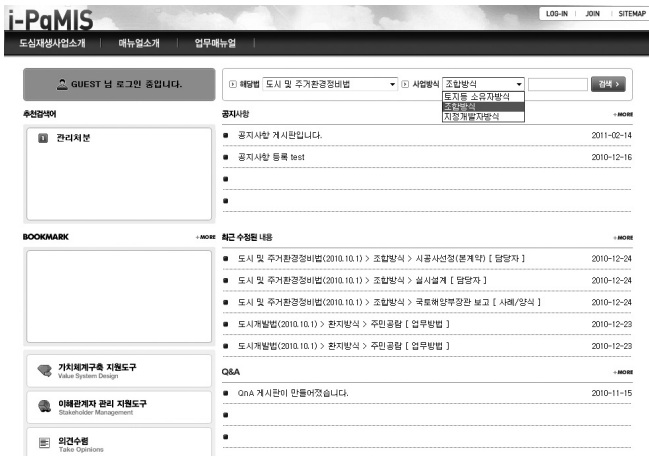 i-PgMIS
LOG-IN | JOIN | SITEMAP
도심재생사업소개 | 매뉴얼소개 | 업무매뉴얼 |
GUEST 님 로그인 중입니다.
해당법 도시 및 주거환경정비법 사업방식 조합방식 검색 >
토지등 소유자방식
조합방식
지정개발자방식
추천검색어
1 관리처분
공지사항 +MORE
공지사항 게시판입니다. 2011-02-14
공지사항 등록 test 2010-12-16
BOOKMARK +MORE
최근 수정된 내용 +MORE
도시 및 주거환경정비법(2010.10.1) > 조합방식 > 시공사선정(본계약) [ 담당자 ] 2010-12-24
도시 및 주거환경정비법(2010.10.1) > 조합방식 > 실시설계 [ 담당자 ] 2010-12-24
도시 및 주거환경정비법(2010.10.1) > 조합방식 > 국토해양부장관 보고 [ 사례/양식 ] 2010-12-24
도시개발법(2010.10.1) > 환지방식 > 주민공람 [ 업무방법 ] 2010-12-23
도시개발법(2010.10.1) > 환지방식 > 주민공람 [ 업무방법 ] 2010-12-23
가치체계구축 지원도구
Value System Design
이해관계자 관리 지원도구
Stakeholder Management
의견수렴
Take Opinions
Q&A +MORE
QnA 게시판이 만들어졌습니다. 2010-11-15